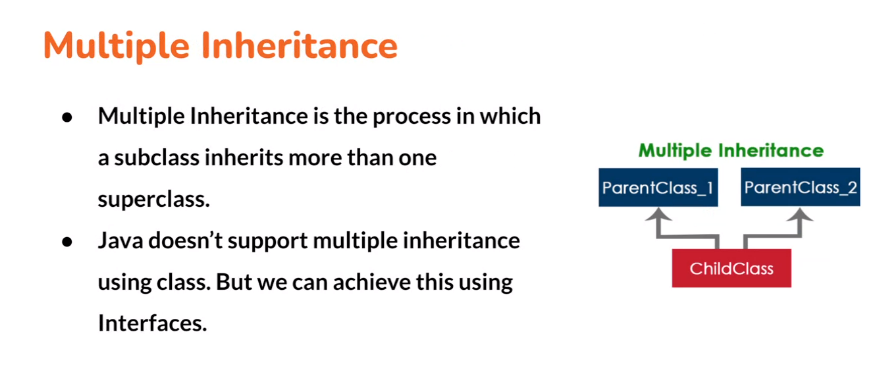 Multiple Inheritance
● Multiple Inheritance is the process in which
a subclass inherits more than one
superclass.
● Java doesn’t support multiple inheritance
using class. But we can achieve this using
Interfaces.
Multiple Inheritance
ParentClass_1
ParentClass_2
ChildClass